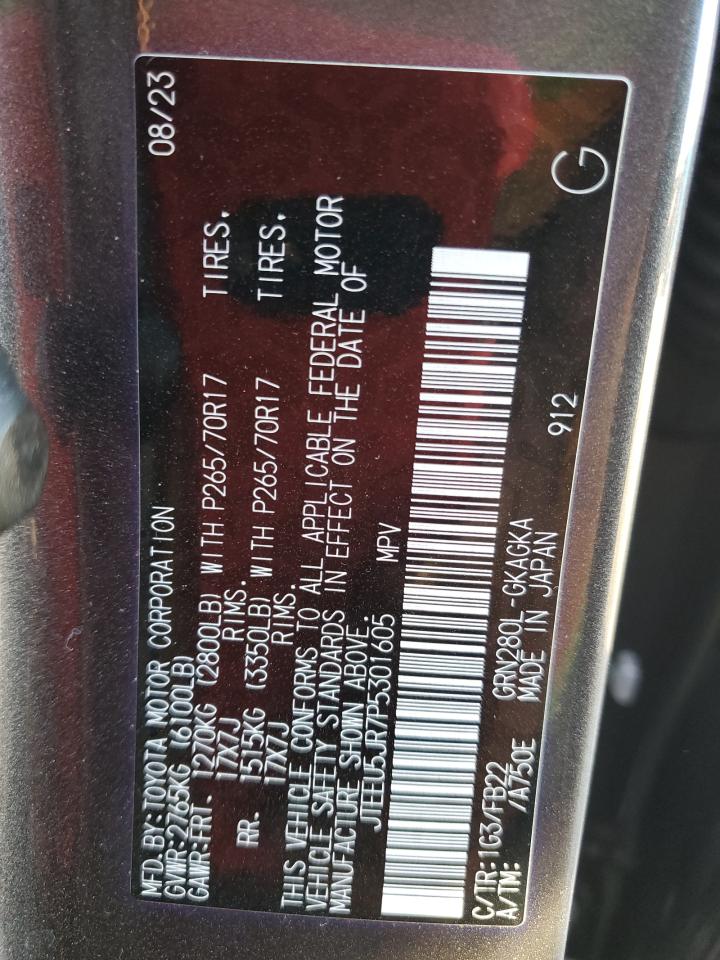 MFD.BY:TOYOTA MOTOR CORPORATION 08/23
GVWR:2765KG (6100LB)
GAWR:FRT. 1270KG (2800LB) WITH P265/70R17 TIRES,
17X7J RIMS.
RR. 1515KG (3350LB) WITH P265/70R17 TIRES,
17X7J RIMS.
THIS VEHICLE CONFORMS TO ALL APPLICABLE FEDERAL MOTOR
VEHICLE SAFETY STANDARDS IN EFFECT ON THE DATE OF
MANUFACTURE SHOWN ABOVE.
JTEEU5JR7P5301605 MPV
C/TR:1G3/FB22 GRN280L-GKAGKA 912 G
A/TM: /A750E MADE IN JAPAN